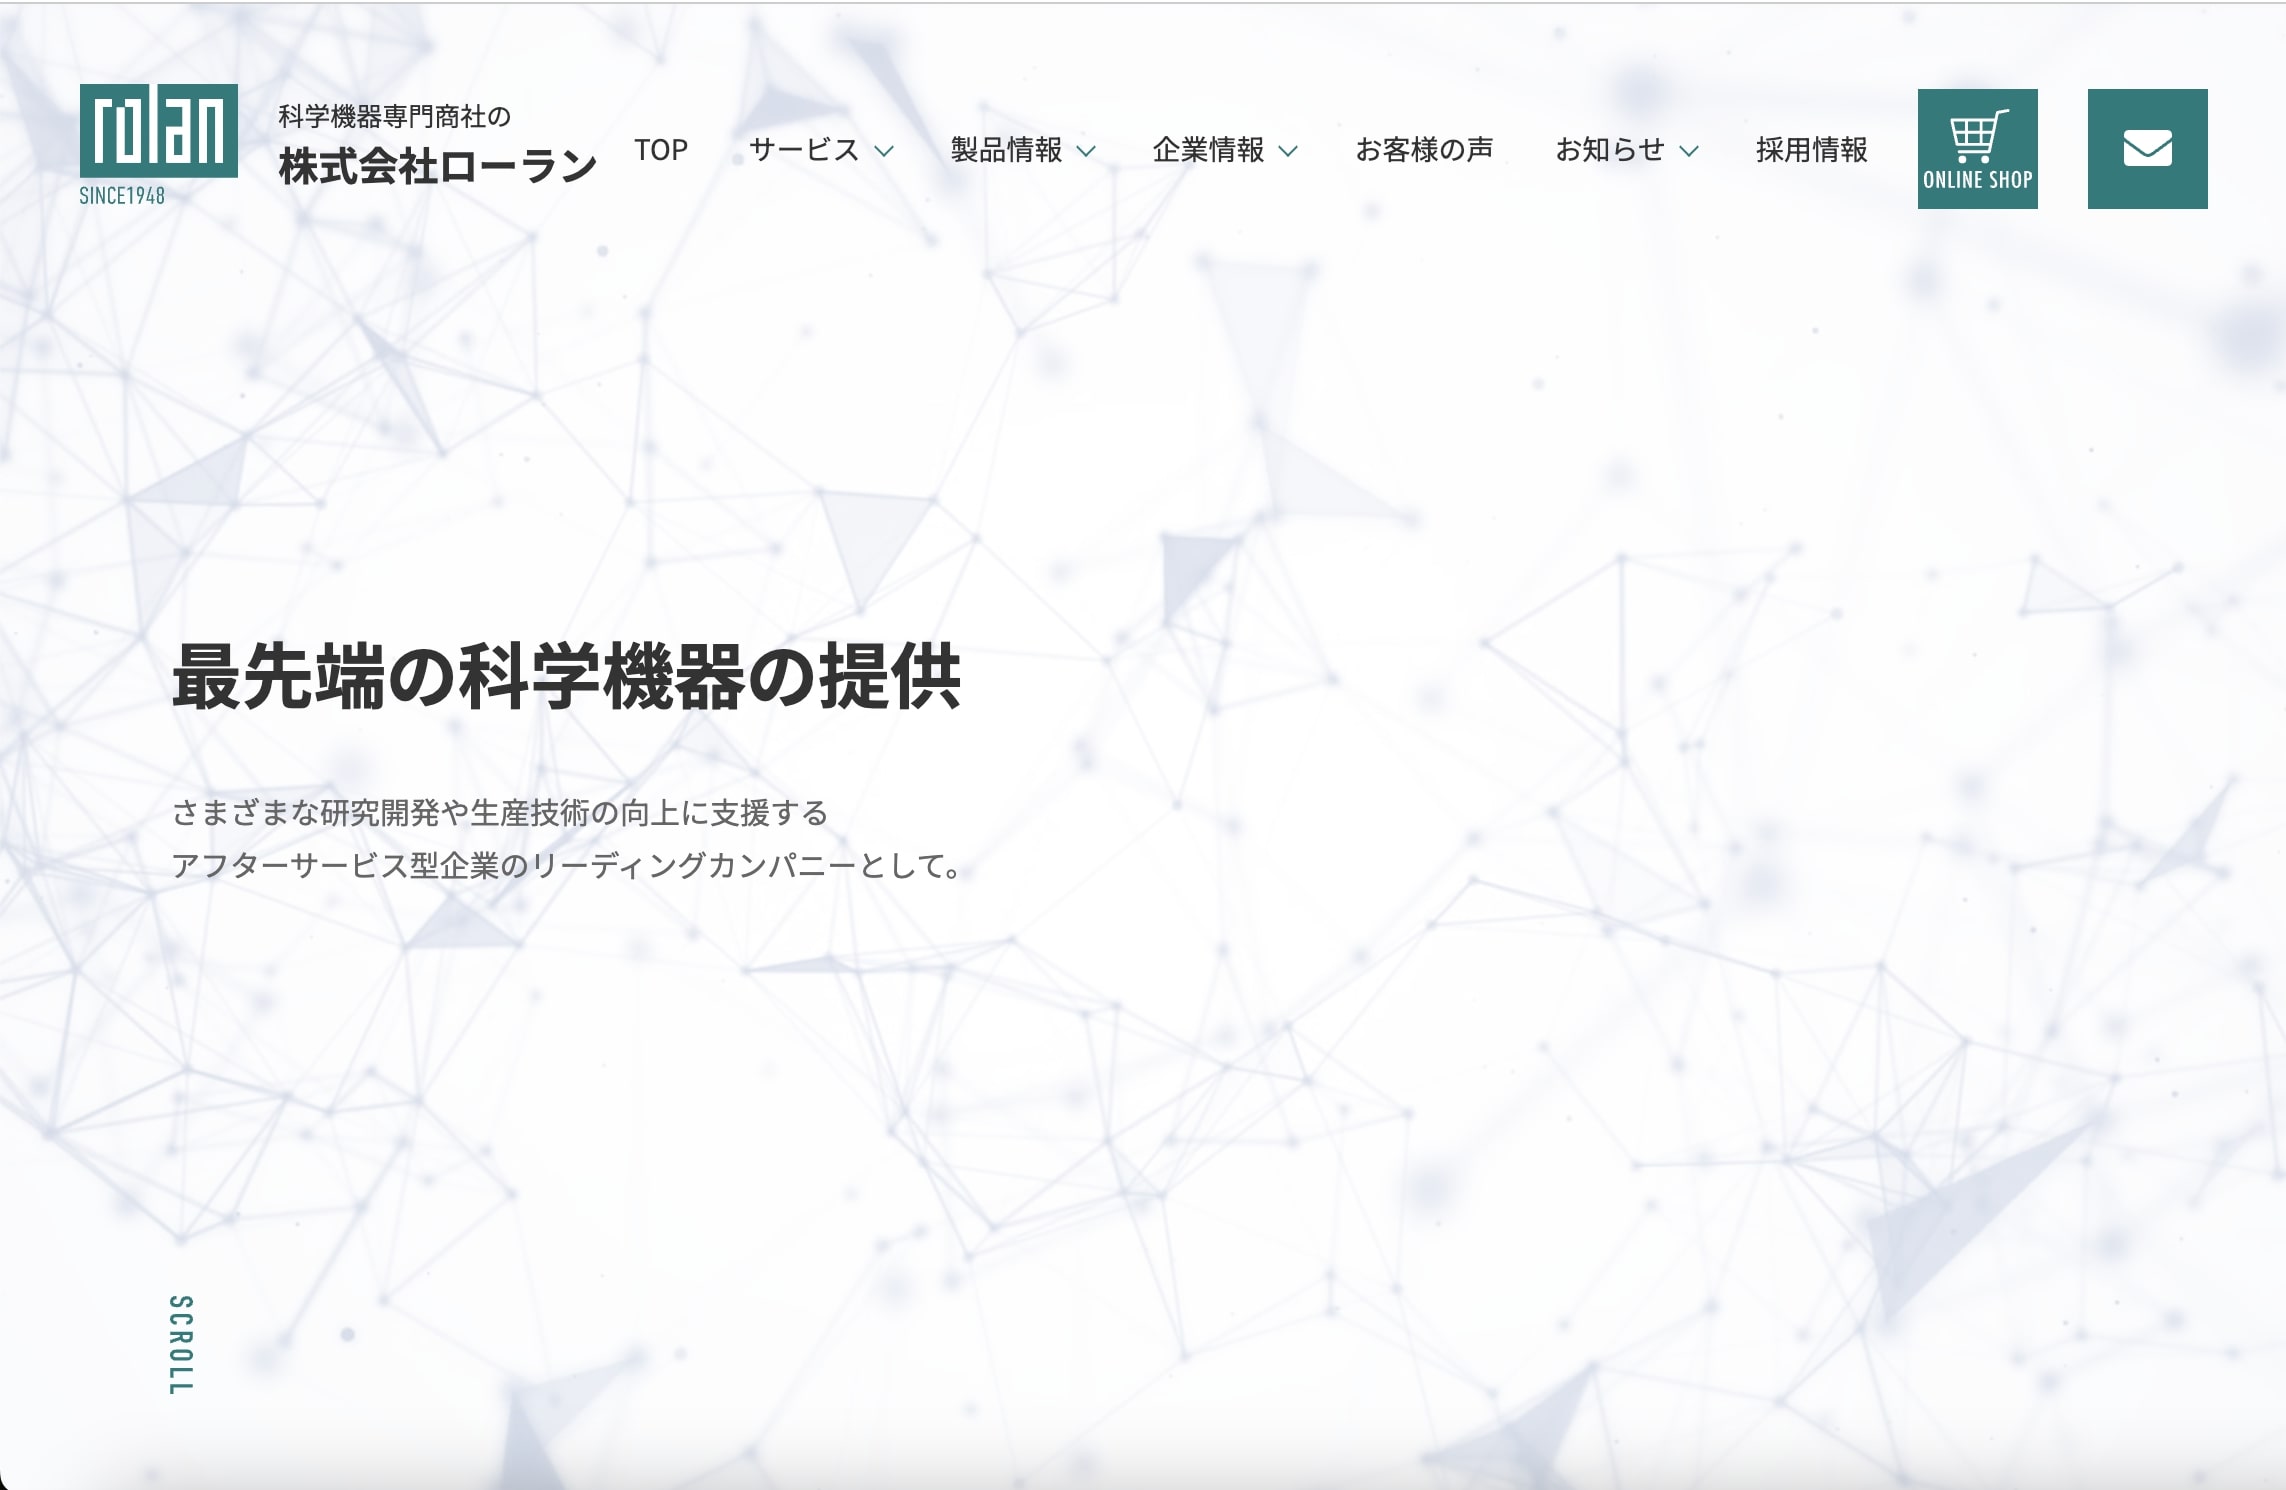 rolan
SINCE1948
科学機器専門商社の
株式会社ローラン
TOP
サービス
製品情報
企業情報
お客様の声
お知らせ
採用情報
ONLINE SHOP
最先端の科学機器の提供
さまざまな研究開発や生産技術の向上に支援する
アフターサービス型企業のリーディングカンパニーとして。
SCROLL